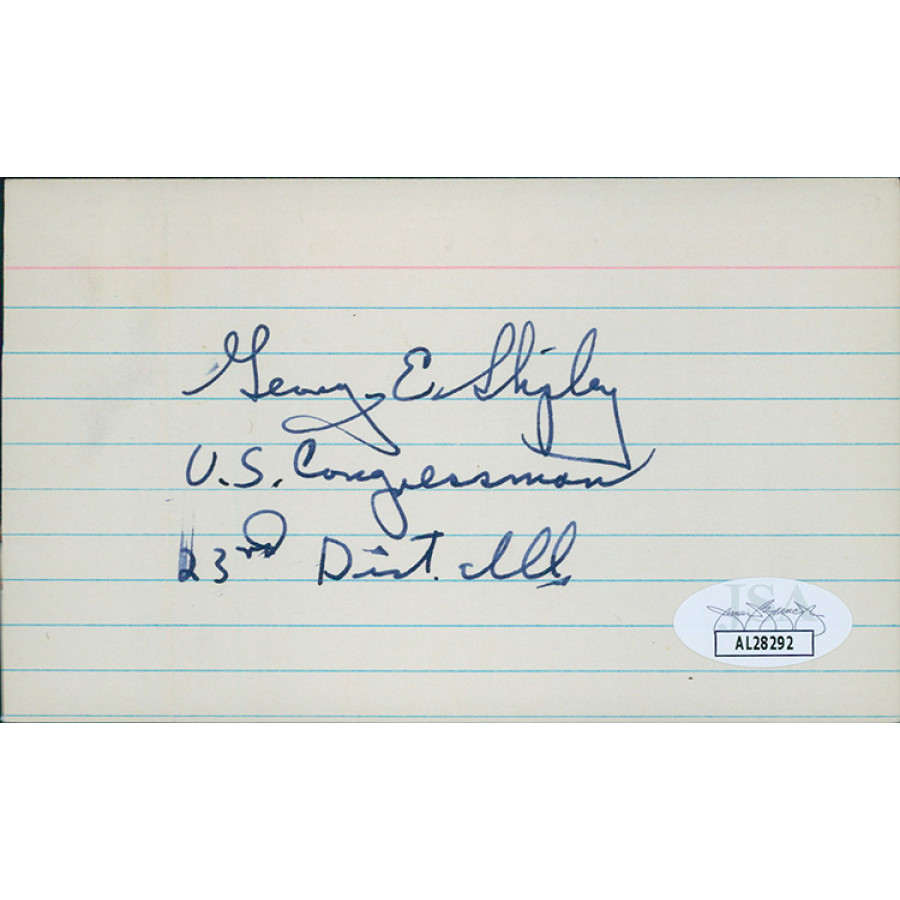 George E. Shipley
U.S. Congressman
23rd Dist. Ill.
JSA
AL28292